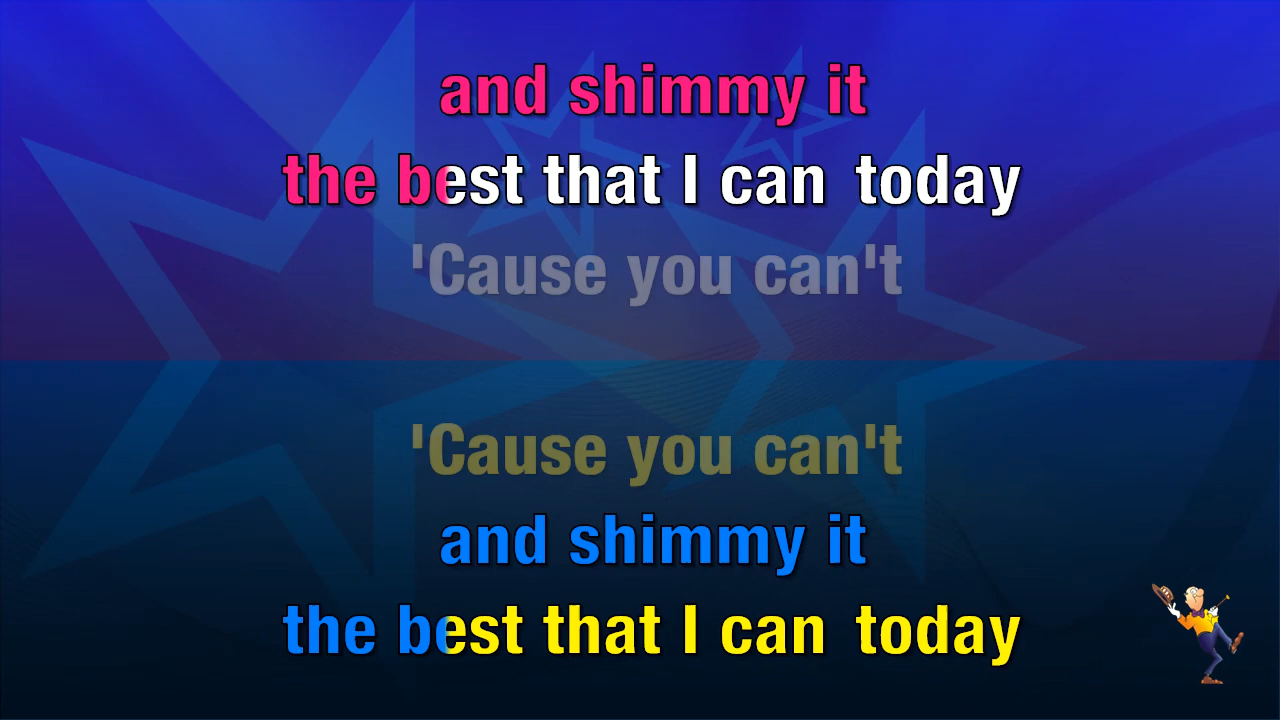 and shimmy it
the best that I can today
'Cause you can't
'Cause you can't
and shimmy it
the best that I can today